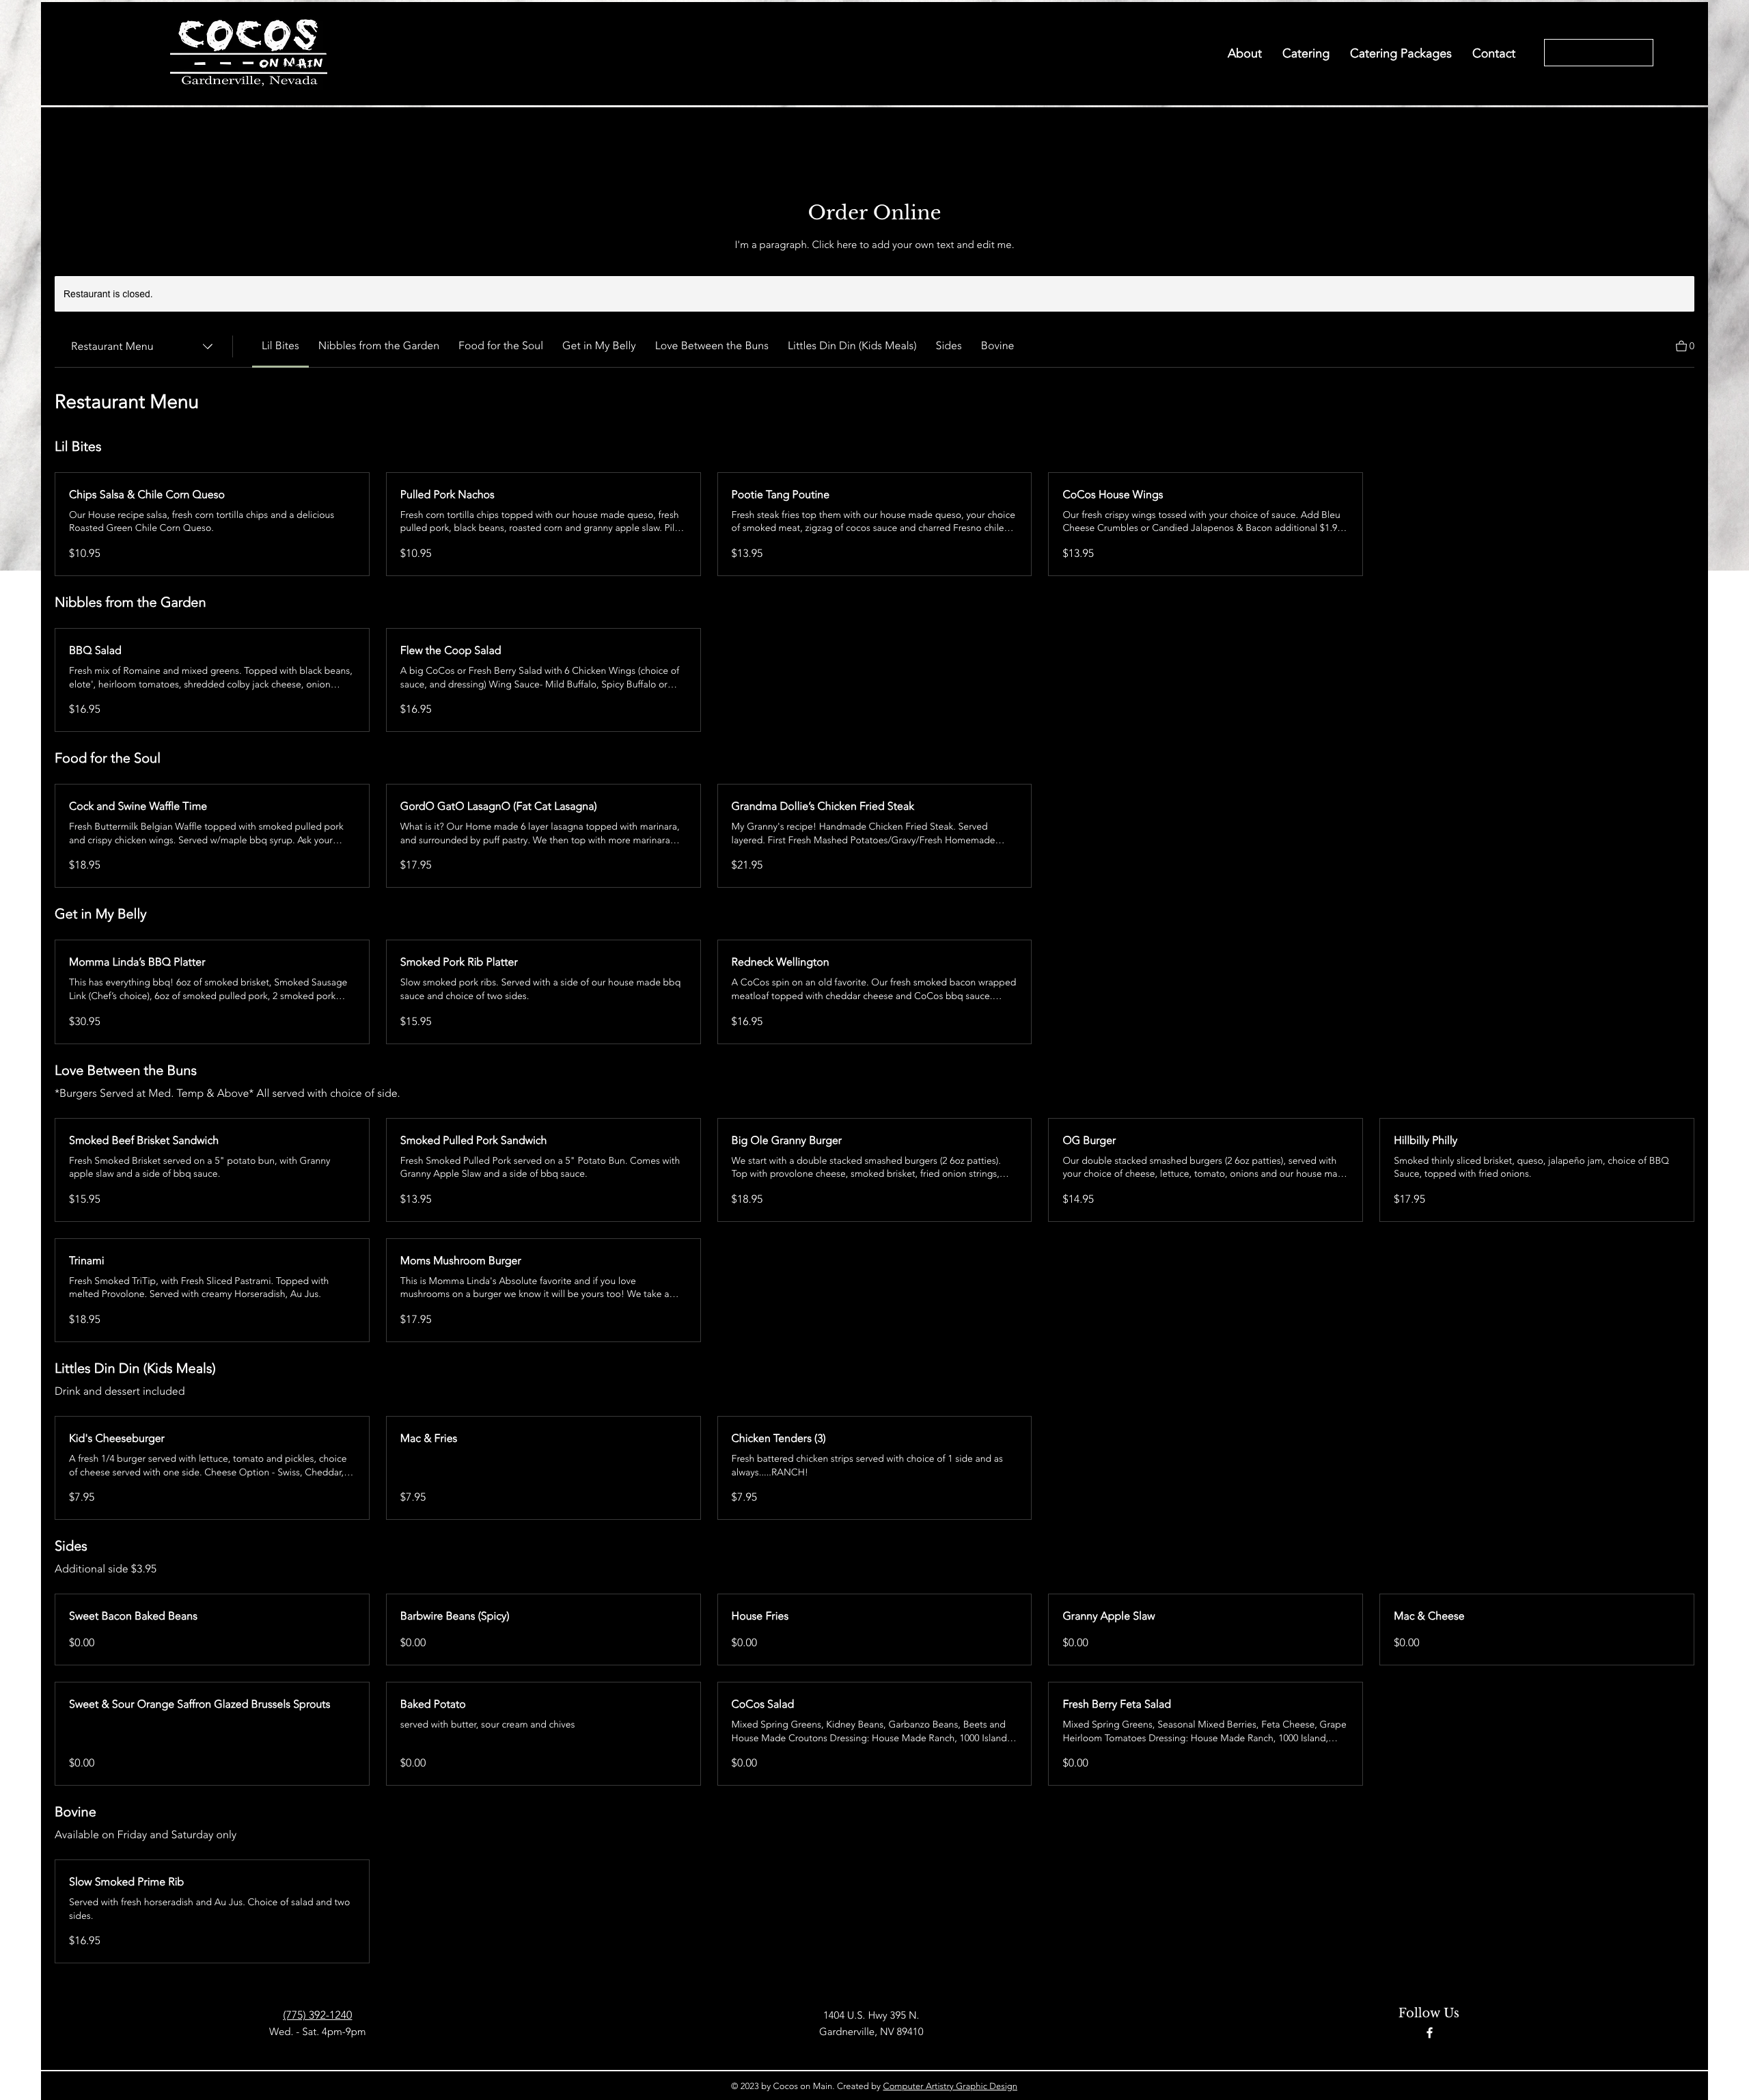 COCOS
ON MAIN
Gardnerville, Nevada
About Catering Catering Packages Contact
Order Online
I'm a paragraph. Click here to add your own text and edit me.
Restaurant is closed.
Restaurant Menu Lil Bites Nibbles from the Garden Food for the Soul Get in My Belly Love Between the Buns Littles Din Din (Kids Meals) Sides Bovine 0
Restaurant Menu
Lil Bites
Chips Salsa & Chile Corn Queso
Our House recipe salsa, fresh corn tortilla chips and a delicious
Roasted Green Chile Corn Queso.
$10.95
Pulled Pork Nachos
Fresh corn tortilla chips topped with our house made queso, fresh
pulled pork, black beans, roasted corn and granny apple slaw. Pil…
$10.95
Pootie Tang Poutine
Fresh steak fries top them with our house made queso, your choice
of smoked meat, zigzag of cocos sauce and charred Fresno chile…
$13.95
CoCos House Wings
Our fresh crispy wings tossed with your choice of sauce. Add Bleu
Cheese Crumbles or Candied Jalapenos & Bacon additional $1.9…
$13.95
Nibbles from the Garden
BBQ Salad
Fresh mix of Romaine and mixed greens. Topped with black beans,
elote', heirloom tomatoes, shredded colby jack cheese, onion…
$16.95
Flew the Coop Salad
A big CoCos or Fresh Berry Salad with 6 Chicken Wings (choice of
sauce, and dressing) Wing Sauce- Mild Buffalo, Spicy Buffalo or…
$16.95
Food for the Soul
Cock and Swine Waffle Time
Fresh Buttermilk Belgian Waffle topped with smoked pulled pork
and crispy chicken wings. Served w/maple bbq syrup. Ask your…
$18.95
GordO GatO LasagnO (Fat Cat Lasagna)
What is it? Our Home made 6 layer lasagna topped with marinara,
and surrounded by puff pastry. We then top with more marinara…
$17.95
Grandma Dollie’s Chicken Fried Steak
My Granny's recipe! Handmade Chicken Fried Steak. Served
layered. First Fresh Mashed Potatoes/Gravy/Fresh Homemade…
$21.95
Get in My Belly
Momma Linda’s BBQ Platter
This has everything bbq! 6oz of smoked brisket, Smoked Sausage
Link (Chef’s choice), 6oz of smoked pulled pork, 2 smoked pork…
$30.95
Smoked Pork Rib Platter
Slow smoked pork ribs. Served with a side of our house made bbq
sauce and choice of two sides.
$15.95
Redneck Wellington
A CoCos spin on an old favorite. Our fresh smoked bacon wrapped
meatloaf topped with cheddar cheese and CoCos bbq sauce.…
$16.95
Love Between the Buns
*Burgers Served at Med. Temp & Above* All served with choice of side.
Smoked Beef Brisket Sandwich
Fresh Smoked Brisket served on a 5" potato bun, with Granny
apple slaw and a side of bbq sauce.
$15.95
Smoked Pulled Pork Sandwich
Fresh Smoked Pulled Pork served on a 5" Potato Bun. Comes with
Granny Apple Slaw and a side of bbq sauce.
$13.95
Big Ole Granny Burger
We start with a double stacked smashed burgers (2 6oz patties).
Top with provolone cheese, smoked brisket, fried onion strings,…
$18.95
OG Burger
Our double stacked smashed burgers (2 6oz patties), served with
your choice of cheese, lettuce, tomato, onions and our house ma…
$14.95
Hillbilly Philly
Smoked thinly sliced brisket, queso, jalapeño jam, choice of BBQ
Sauce, topped with fried onions.
$17.95
Trinami
Fresh Smoked TriTip, with Fresh Sliced Pastrami. Topped with
melted Provolone. Served with creamy Horseradish, Au Jus.
$18.95
Moms Mushroom Burger
This is Momma Linda's Absolute favorite and if you love
mushrooms on a burger we know it will be yours too! We take a…
$17.95
Littles Din Din (Kids Meals)
Drink and dessert included
Kid's Cheeseburger
A fresh 1/4 burger served with lettuce, tomato and pickles, choice
of cheese served with one side. Cheese Option - Swiss, Cheddar,…
$7.95
Mac & Fries
$7.95
Chicken Tenders (3)
Fresh battered chicken strips served with choice of 1 side and as
always.....RANCH!
$7.95
Sides
Additional side $3.95
Sweet Bacon Baked Beans
$0.00
Barbwire Beans (Spicy)
$0.00
House Fries
$0.00
Granny Apple Slaw
$0.00
Mac & Cheese
$0.00
Sweet & Sour Orange Saffron Glazed Brussels Sprouts
$0.00
Baked Potato
served with butter, sour cream and chives
$0.00
CoCos Salad
Mixed Spring Greens, Kidney Beans, Garbanzo Beans, Beets and
House Made Croutons Dressing: House Made Ranch, 1000 Island…
$0.00
Fresh Berry Feta Salad
Mixed Spring Greens, Seasonal Mixed Berries, Feta Cheese, Grape
Heirloom Tomatoes Dressing: House Made Ranch, 1000 Island,…
$0.00
Bovine
Available on Friday and Saturday only
Slow Smoked Prime Rib
Served with fresh horseradish and Au Jus. Choice of salad and two
sides.
$16.95
(775) 392-1240
Wed. - Sat. 4pm-9pm
1404 U.S. Hwy 395 N.
Gardnerville, NV 89410
Follow Us
© 2023 by Cocos on Main. Created by Computer Artistry Graphic Design